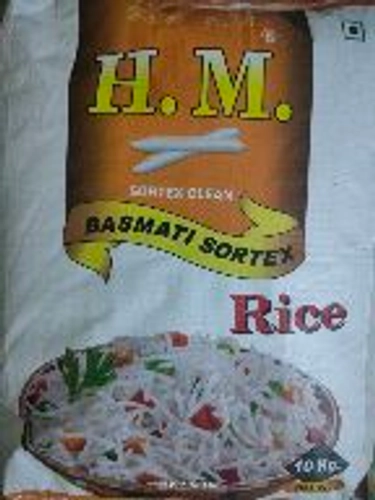 H. M.
SORTEX CLEAN
BASMATI SORTEX
Rice
10 Kg.